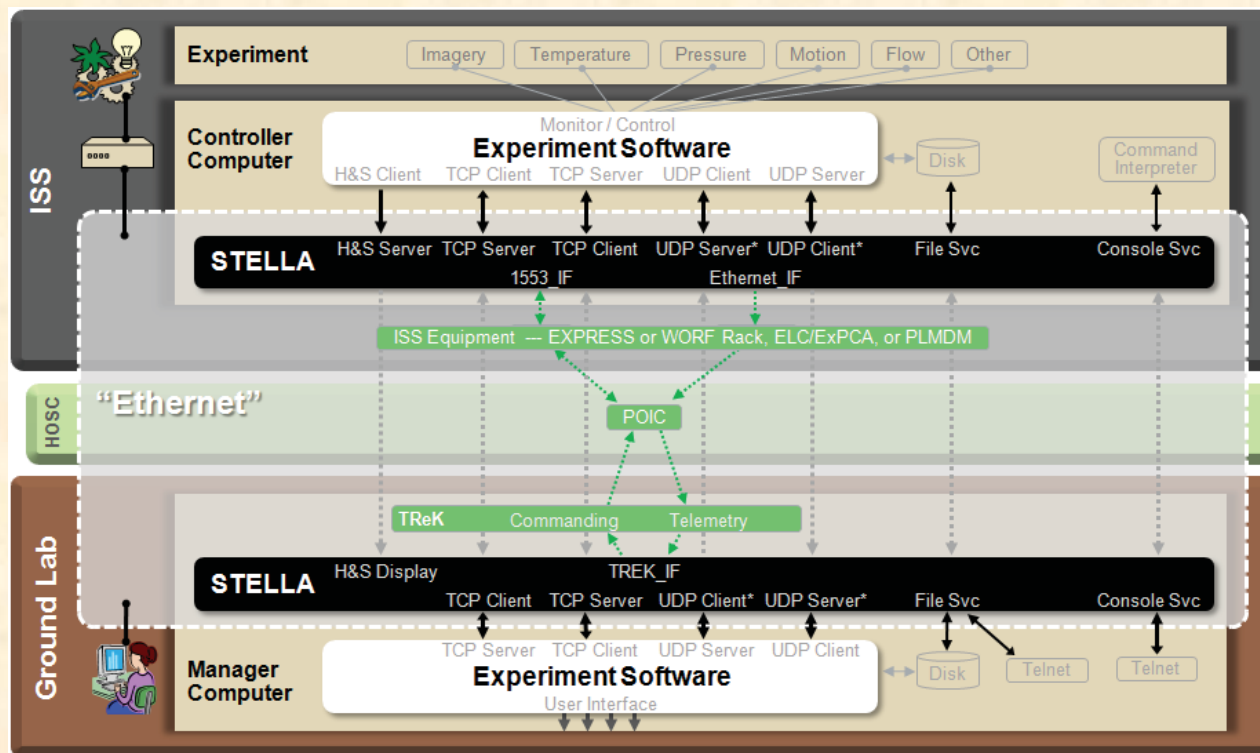 ISS
Experiment
Imagery Temperature Pressure Motion Flow Other
Controller
Computer
Monitor / Control
Experiment Software
H&S Client TCP Client TCP Server UDP Client UDP Server
Disk
Command
Interpreter
STELLA
H&S Server TCP Server TCP Client UDP Server* UDP Client* File Svc Console Svc
1553_IF Ethernet_IF
ISS Equipment --- EXPRESS or WORF Rack, ELC/ExPCA, or PLMDM
HOSC
“Ethernet”
POIC
Ground Lab
TReK Commanding Telemetry
STELLA
H&S Display TREK_IF
TCP Client TCP Server UDP Client* UDP Server* File Svc Console Svc
Manager
Computer
TCP Server TCP Client UDP Server UDP Client
Experiment Software
User Interface
Disk
Telnet
Telnet